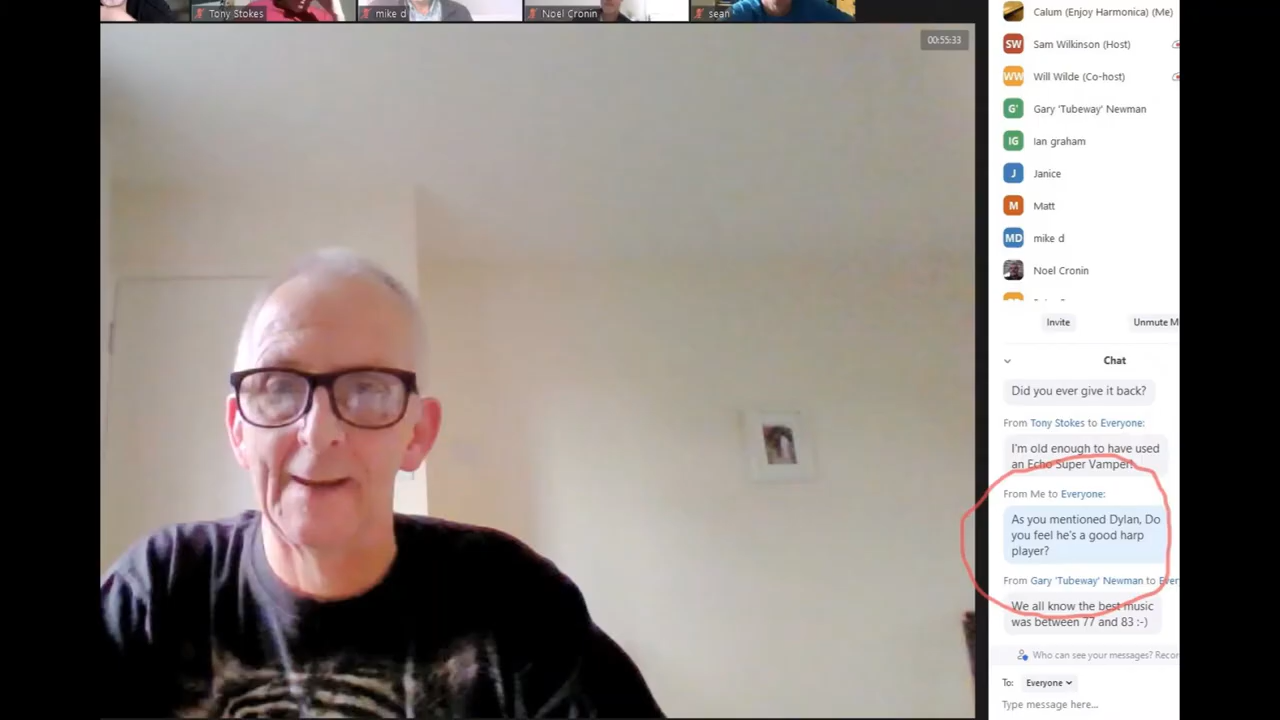 Tony Stokes
mike d
Noel Cronin
sean
00:55:33
Calum (Enjoy Harmonica) (Me)
SW Sam Wilkinson (Host)
WW Will Wilde (Co-host)
G' Gary 'Tubeway' Newman
IG Ian graham
J Janice
M Matt
MD mike d
Noel Cronin
Invite
Unmute M
Chat
Did you ever give it back?
From Tony Stokes to Everyone:
I'm old enough to have used
an Echo Super Vamper!
From Me to Everyone:
As you mentioned Dylan, Do
you feel he's a good harp
player?
From Gary 'Tubeway' Newman to Ever
We all know the best music
was between 77 and 83 :-)
Who can see your messages? Recor
To: Everyone
Type message here...